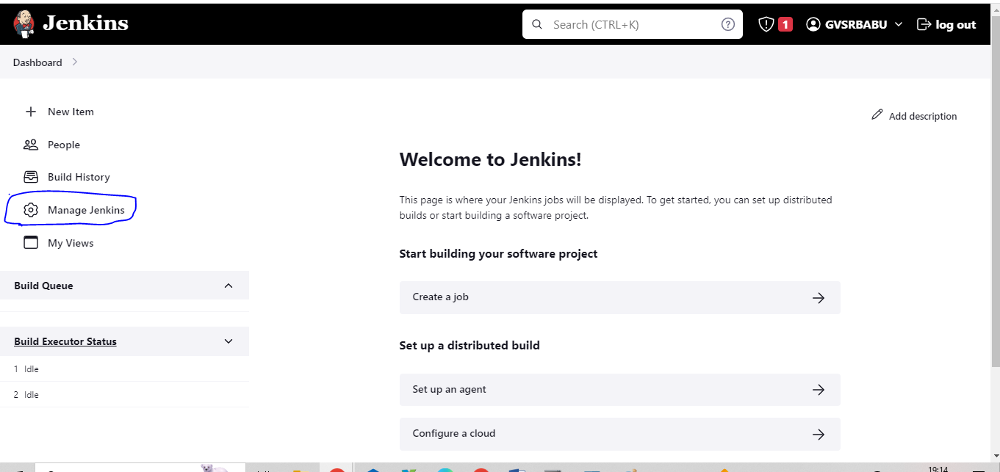 Jenkins
Search (CTRL+K)
?
1
GVSRBABU
log out
Dashboard
New Item
People
Build History
Manage Jenkins
My Views
Add description
Welcome to Jenkins!
This page is where your Jenkins jobs will be displayed. To get started, you can set up distributed
builds or start building a software project.
Start building your software project
Create a job
Set up a distributed build
Set up an agent
Configure a cloud
Build Queue
Build Executor Status
1 Idle
2 Idle
19:14